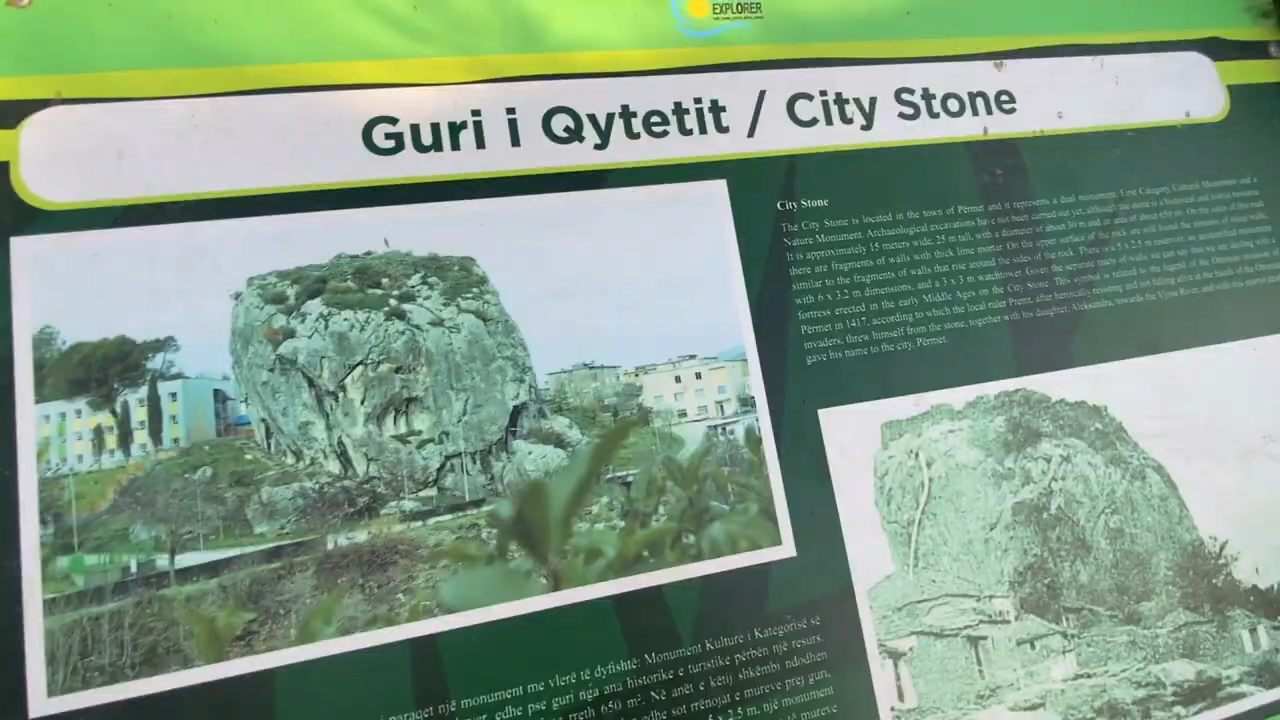 EXPLORER
Guri i Qytetit / City Stone
City Stone
The City Stone is located in the town of Përmet and it represents a dual monument: First Category Cultural Monument and a
Nature Monument. Archaeological excavations have not been carried out yet, although the stone is a historical and tourist resource.
It is approximately 15 meters wide, 25 m tall, with a diameter of about 30 m and an area of about 650 m². On the sides of this rock
there are fragments of walls with thick lime mortar. On the upper surface of the rock are still found the remains of stone walls,
similar to the fragments of walls that rise around the sides of the rock. There is a 5 x 2.5 m reservoir, an unidentified monument
with 6 x 3.2 m dimensions, and a 3 x 3 m watchtower. Given the separate traces of walls we can say that we are dealing with a
fortress erected in the early Middle Ages on the City Stone. This symbol is related to the legend of the Ottoman
Përmet in 1417, according to which the local ruler Premt, after heroically resisting and not falling alive in the hands of the Ottoman
invaders, threw himself from the stone, together with his daughter, Aleksandra, towards the Vjosa River, and with this
gave his name to the city, Përmet.
paraqet një monument me vlerë të dyfishtë: Monument Kulture i Kategorisë së
edhe pse guri nga ana historike e turistike përbën një resurs.
rreth 650 m². Në anët e këtij shkëmbi ndodhen
edhe sot rrënojat e mureve prej guri,
5 x 2.5 m, një monument
të mureve